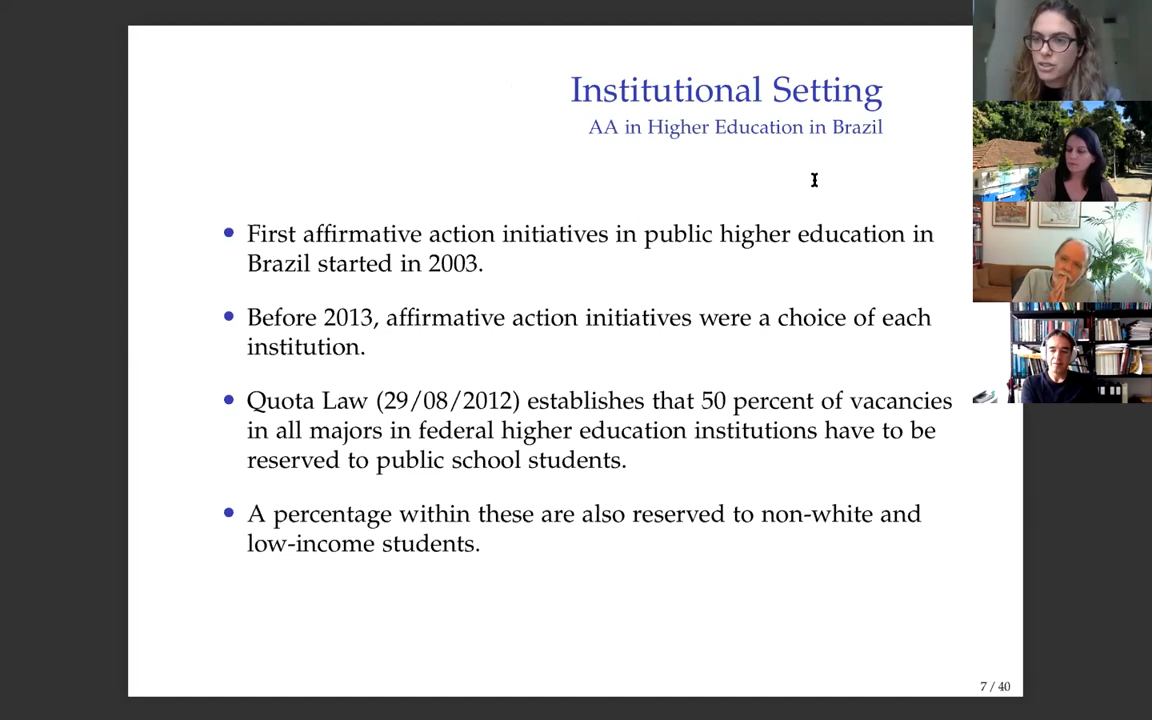 Institutional Setting
AA in Higher Education in Brazil
• First affirmative action initiatives in public higher education in
Brazil started in 2003.
• Before 2013, affirmative action initiatives were a choice of each
institution.
• Quota Law (29/08/2012) establishes that 50 percent of vacancies
in all majors in federal higher education institutions have to be
reserved to public school students.
• A percentage within these are also reserved to non-white and
low-income students.
7 / 40